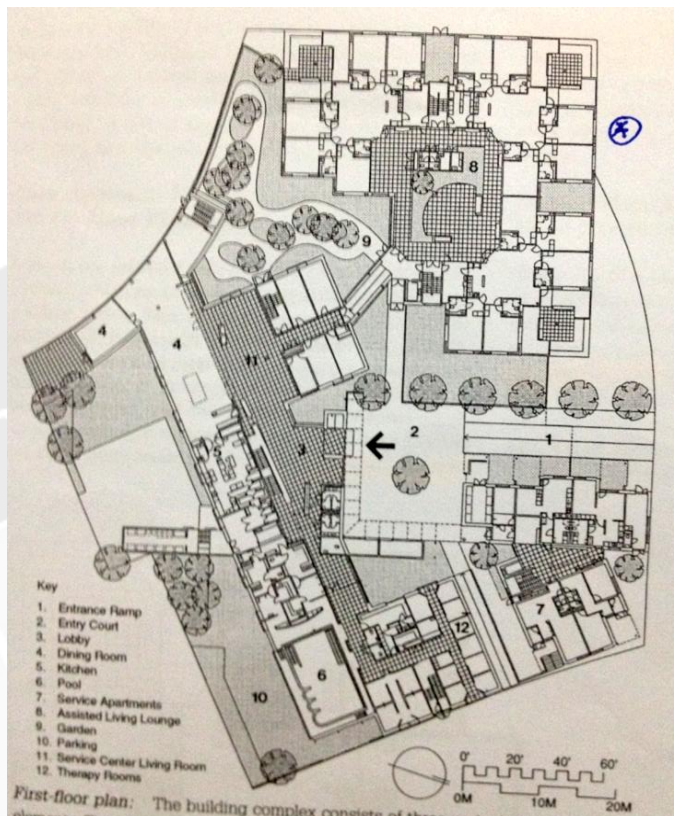 8
9
4
4
11
5
3
2
1
7
12
6
10
Key
1. Entrance Ramp
2. Entry Court
3. Lobby
4. Dining Room
5. Kitchen
6. Pool
7. Service Apartments
8. Assisted Living Lounge
9. Garden
10. Parking
11. Service Center Living Room
12. Therapy Rooms
0' 20' 40' 60'
0M 10M 20M
First-floor plan: The building complex consists of